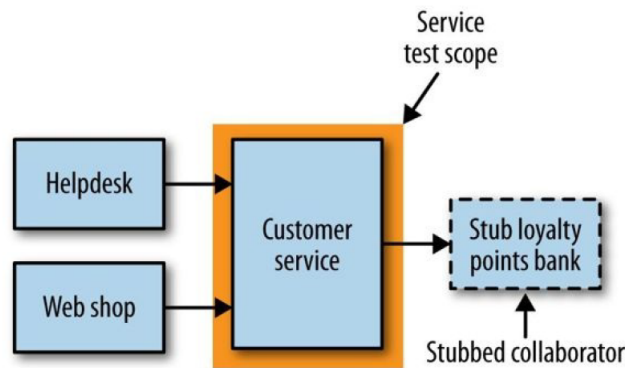 Service
test scope
Helpdesk
Customer
service
Web shop
Stub loyalty
points bank
Stubbed collaborator